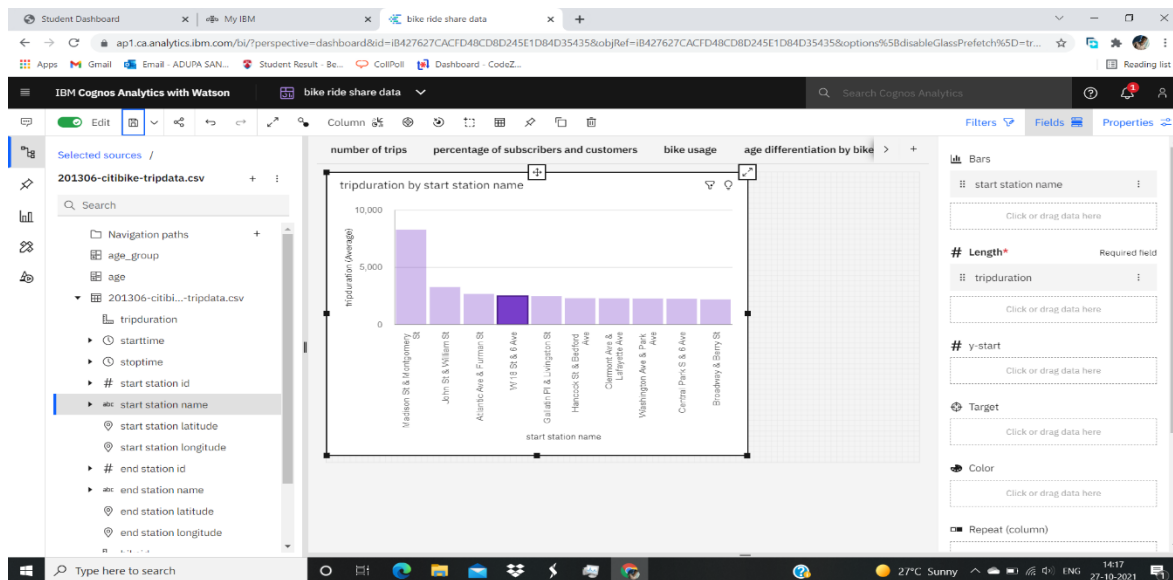 Student Dashboard
My IBM
bike ride share data
ap1.ca.analytics.ibm.com/bi/?perspective=dashboard&id=iB427627CACFD48CD8D245E1D84D35435&objRef=iB427627CACFD48CD8D245E1D84D35435&options%5BdisableGlassPrefetch%5D=tr...
Apps
Gmail
Email - ADUPA SAN...
Student Result - Be...
CollPoll
Dashboard - CodeZ...
Reading list
IBM Cognos Analytics with Watson
bike ride share data
Search Cognos Analytics
Edit
Column
Filters
Fields
Properties
Selected sources /
201306-citibike-tripdata.csv
Search
Navigation paths
age_group
age
201306-citibi...-tripdata.csv
tripduration
starttime
stoptime
# start station id
abc start station name
start station latitude
start station longitude
# end station id
abc end station name
end station latitude
end station longitude
number of trips
percentage of subscribers and customers
bike usage
age differentiation by bike
tripduration by start station name
tripduration (Average)
10,000
5,000
0
Madison St & Montgomery St
John St & William St
Atlantic Ave & Furman St
W 18 St & 6 Ave
Gallatin Pl & Livingston St
Hancock St & Bedford Ave
Clermont Ave & Lafayette Ave
Washington Ave & Park Ave
Central Park S & 6 Ave
Broadway & Berry St
start station name
Bars
start station name
Click or drag data here
# Length*
Required field
tripduration
Click or drag data here
# y-start
Click or drag data here
Target
Click or drag data here
Color
Click or drag data here
Repeat (column)
Type here to search
27°C Sunny
ENG
14:17
27-10-2021